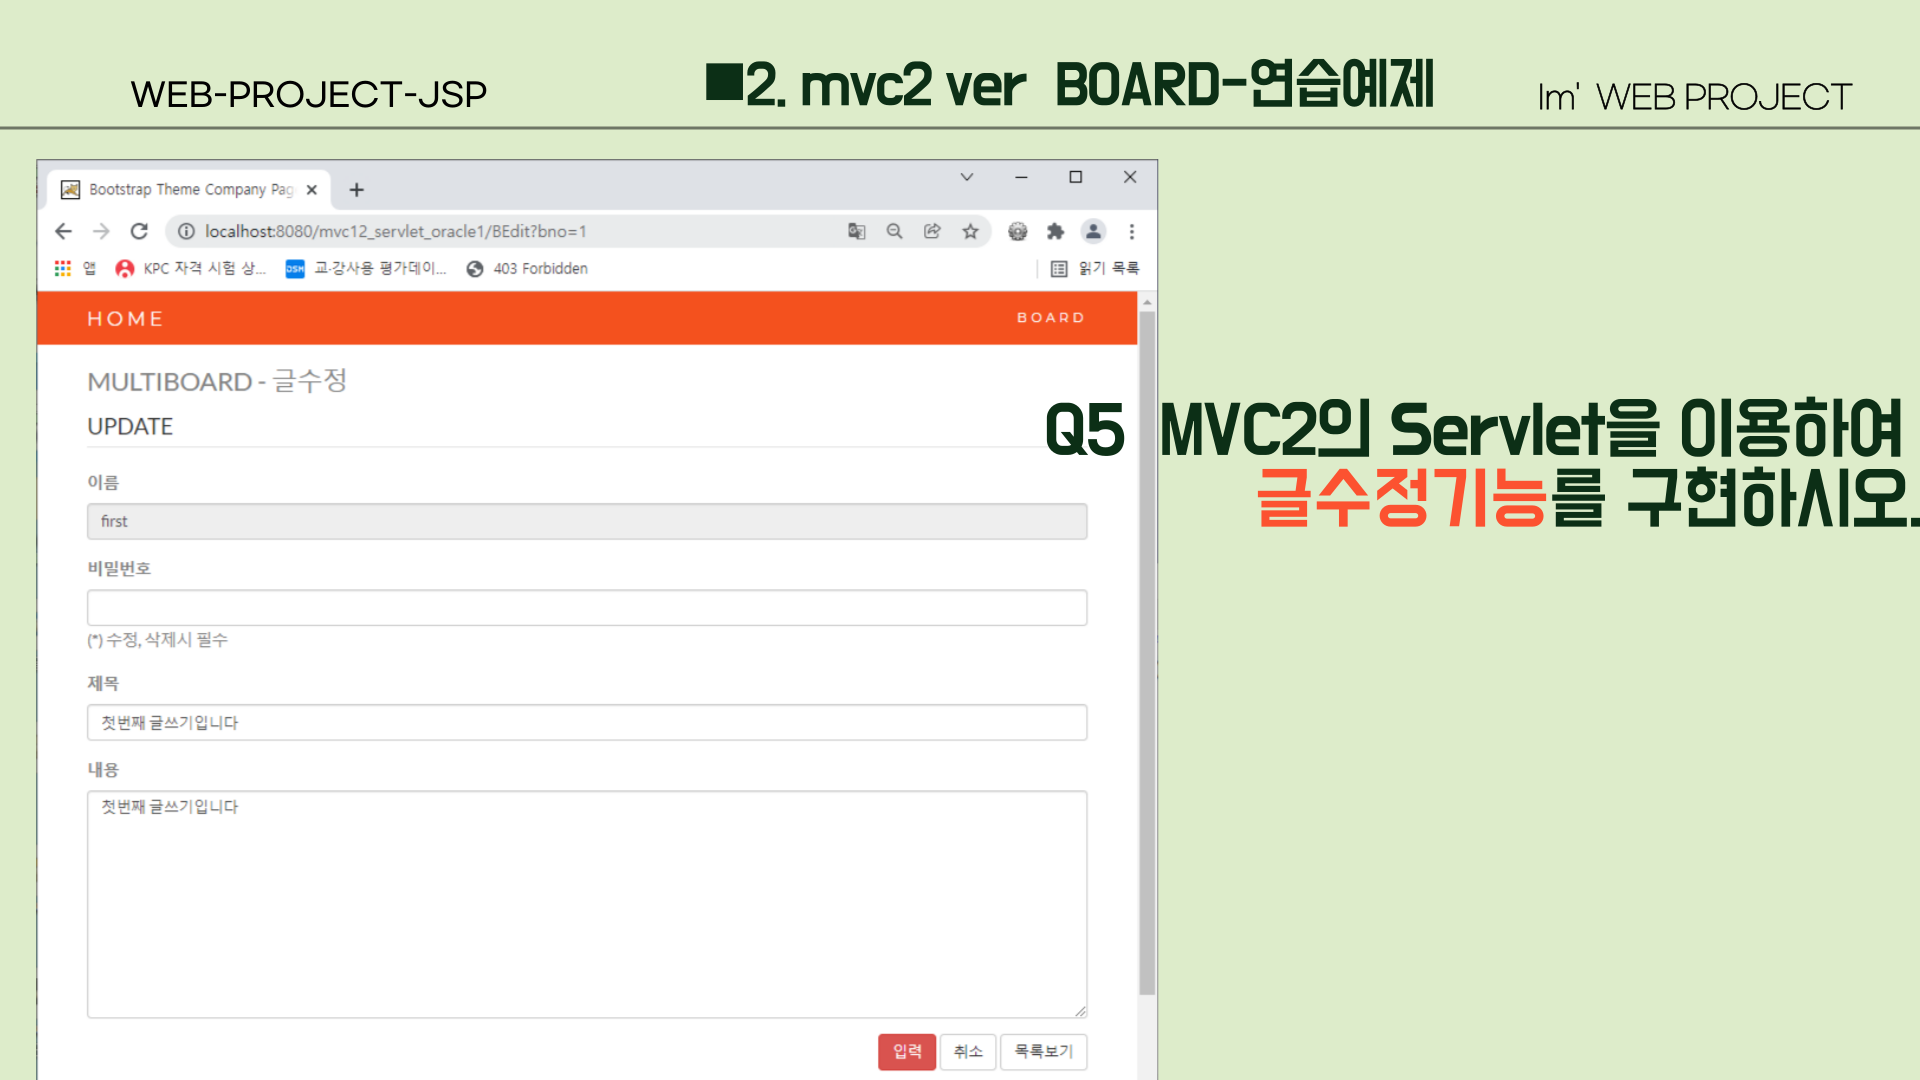 WEB-PROJECT-JSP
■2. mvc2 ver BOARD-연습예제
Im' WEB PROJECT
Bootstrap Theme Company Pag
localhost:8080/mvc12_servlet_oracle1/BEdit?bno=1
앱
KPC 자격 시험 상...
DSM
교·강사용 평가데이...
403 Forbidden
읽기 목록
HOME
BOARD
MULTIBOARD - 글수정
UPDATE
Q5 MVC2의 Servlet을 이용하여
글수정기능를 구현하시오.
이름
first
비밀번호
(*) 수정, 삭제시 필수
제목
첫번째 글쓰기입니다
내용
첫번째 글쓰기입니다
입력
취소
목록보기